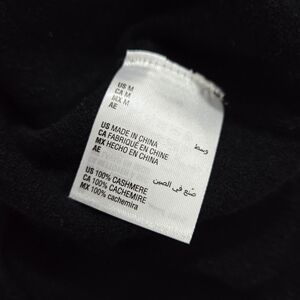 US M
CA M
MX M
AE وسط
US MADE IN CHINA
CA FABRIQUÉ EN CHINE
MX HECHO EN CHINA
AE صنع في الصين
US 100% CASHMERE
CA 100% CACHEMIRE
MX 100% cachemira